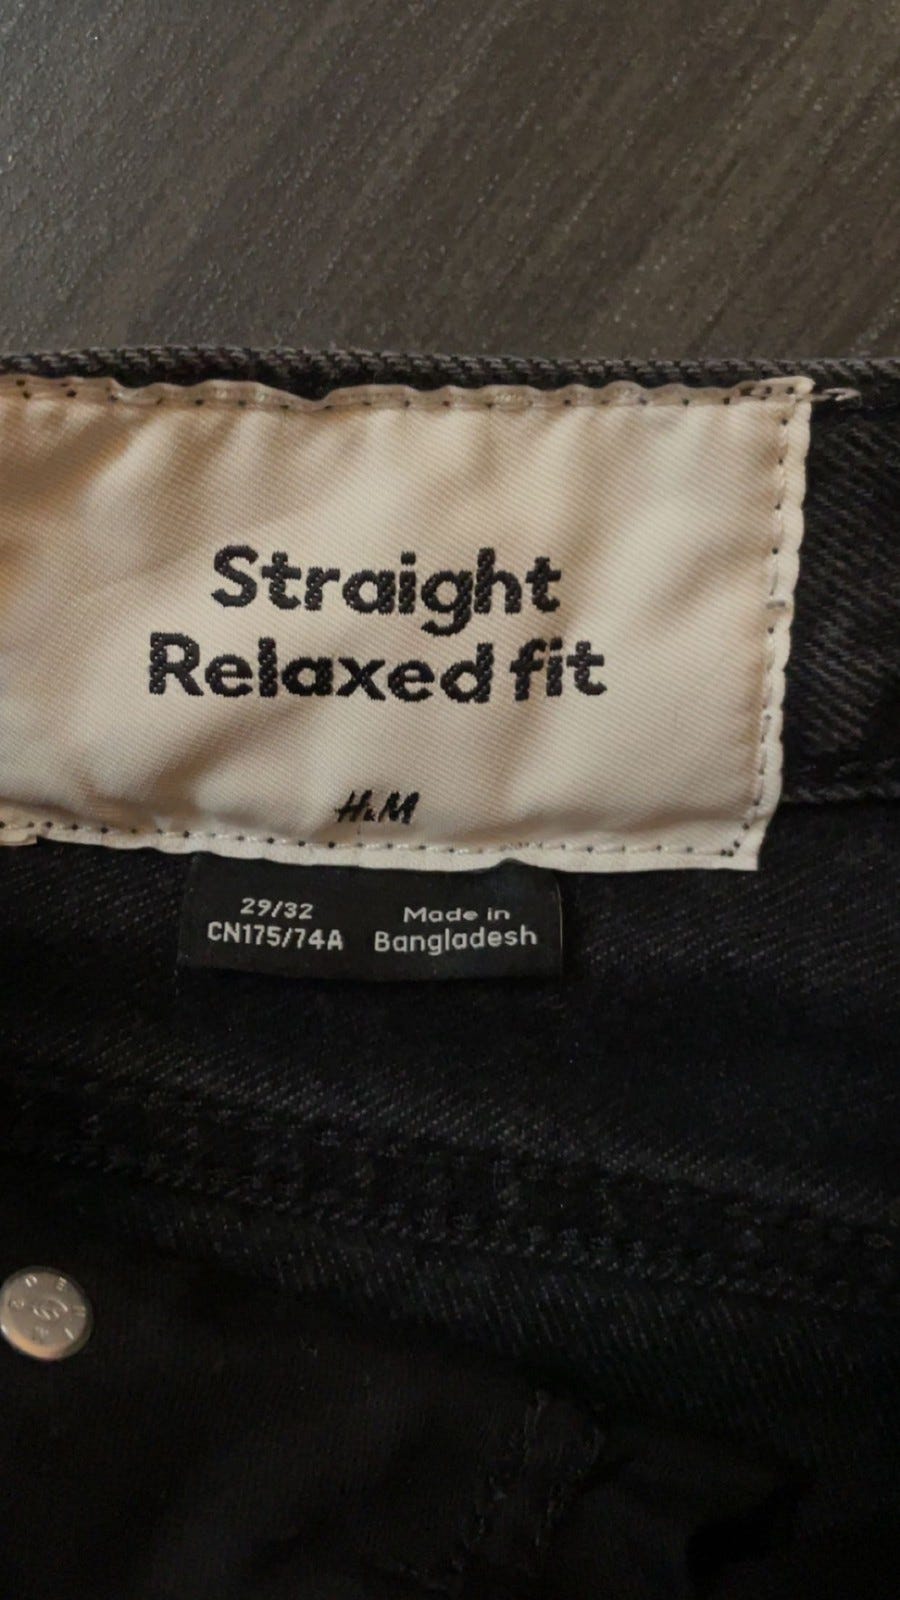 Straight
Relaxed fit
H&M
29/32
CN175/74A
Made in
Bangladesh